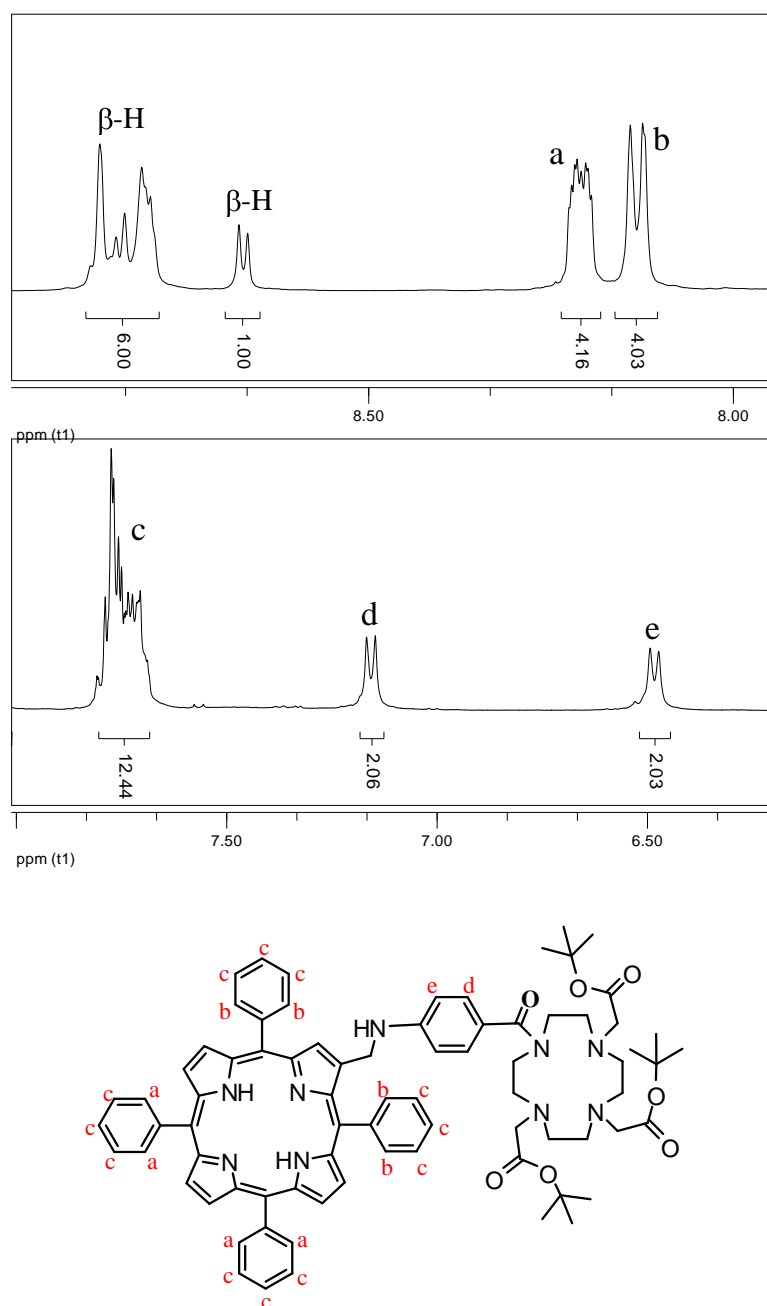 β-H
β-H
a
b
6.00
1.00
4.16
4.03
8.50
8.00
ppm (t1)
c
d
e
12.44
2.06
2.03
7.50
7.00
6.50
ppm (t1)
c
c c
b b
e d O
HN
O
O
N N
NH N
N HN
N N
O
O
O
O
a
c
c
c
a
b
c
c
b
c
a a
c c
c